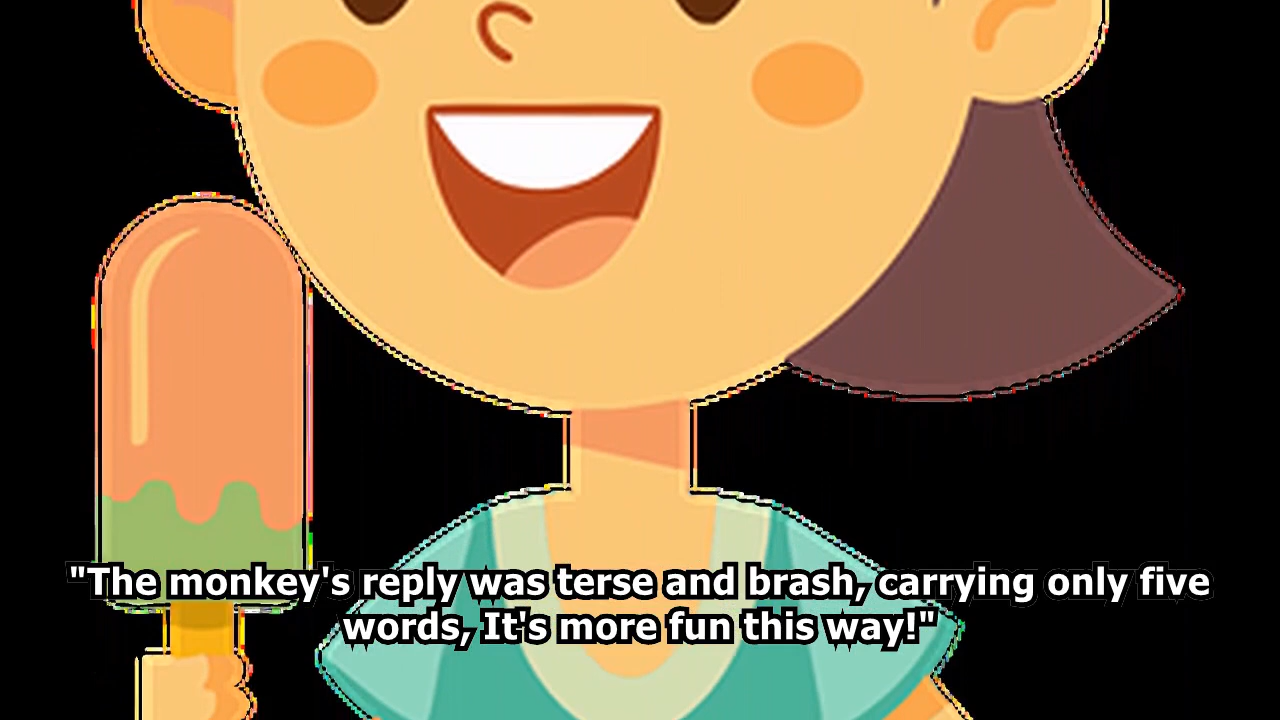 "The monkey's reply was terse and brash, carrying only five
words, It's more fun this way!"